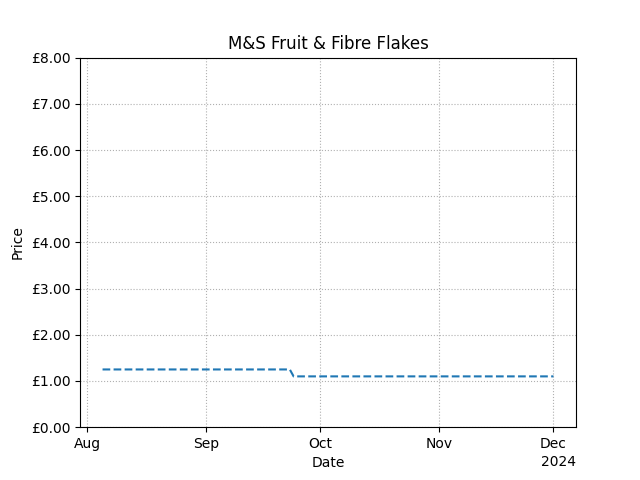 M&S Fruit & Fibre Flakes
£8.00
£7.00
£6.00
£5.00
£4.00
£3.00
£2.00
£1.00
£0.00
Price
Aug Sep Oct Nov Dec
2024
Date